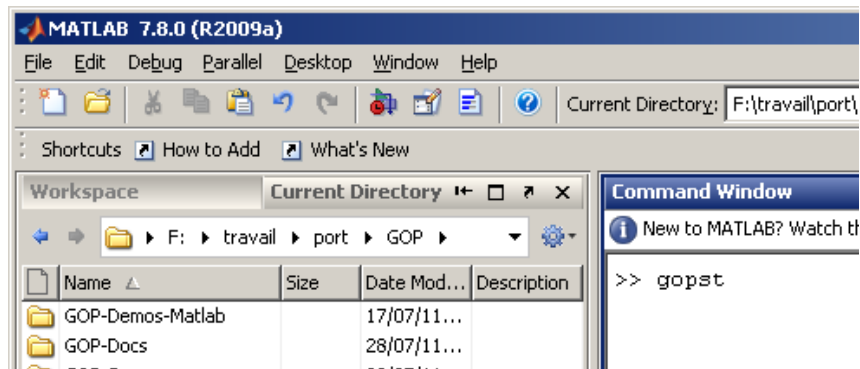 MATLAB 7.8.0 (R2009a)
File Edit Debug Parallel Desktop Window Help
Current Directory: F:\travail\port\
Shortcuts How to Add What's New
Workspace Current Directory
F: travail port GOP
Name Size Date Mod... Description
GOP-Demos-Matlab 17/07/11...
GOP-Docs 28/07/11...
Command Window
New to MATLAB? Watch th
>> gopst